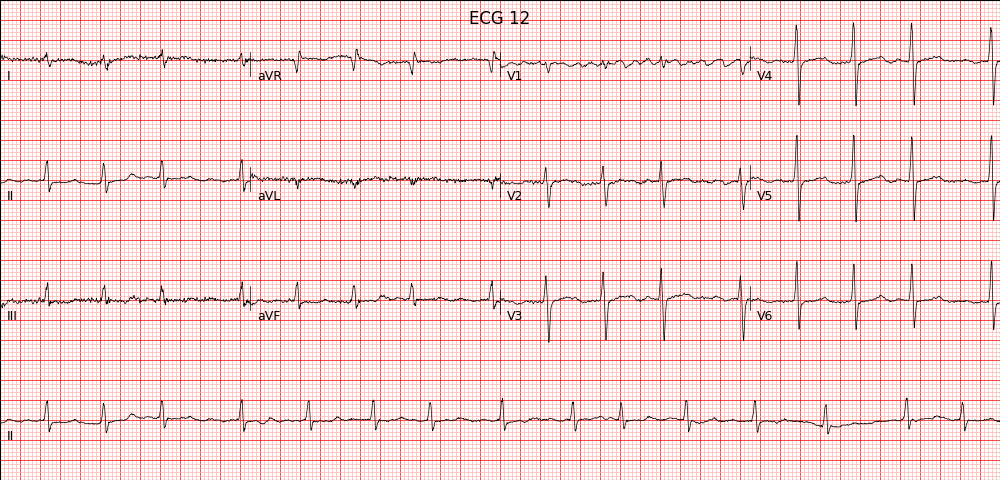 ECG 12
I aVR V1 V4
II aVL V2 V5
III aVF V3 V6
II